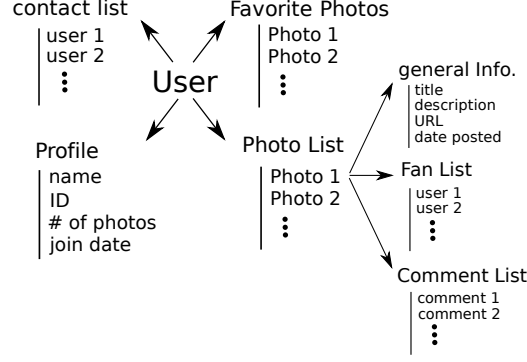 contact list
user 1
user 2
Favorite Photos
Photo 1
Photo 2
User
Profile
name
ID
# of photos
join date
Photo List
Photo 1
Photo 2
general Info.
title
description
URL
date posted
Fan List
user 1
user 2
Comment List
comment 1
comment 2